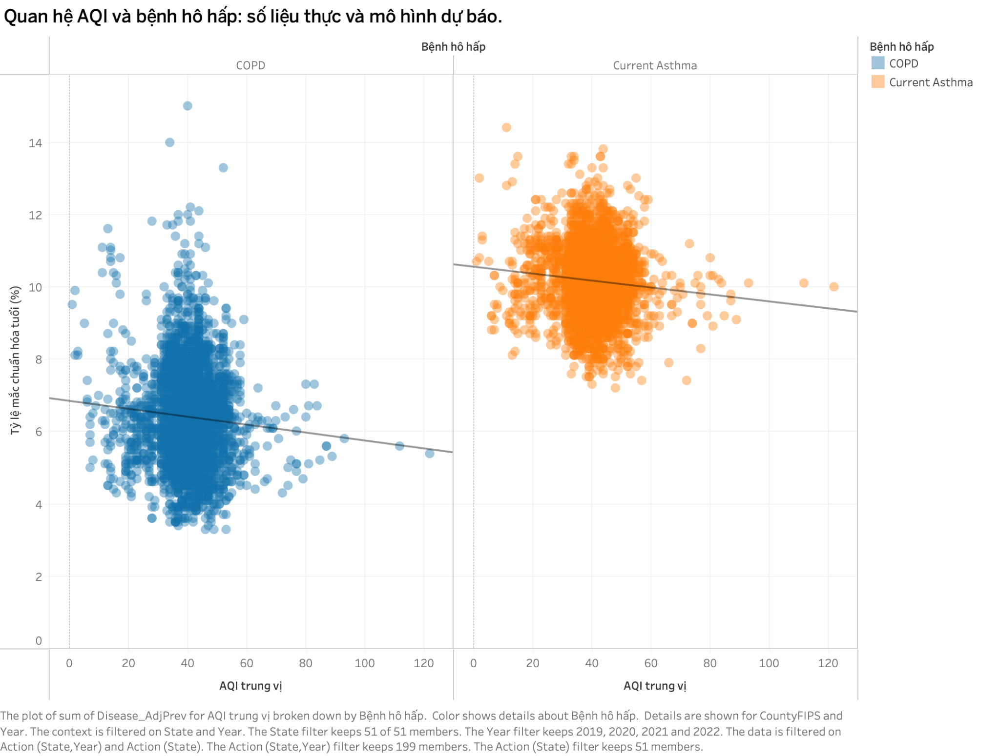 Quan hệ AQI và bệnh hô hấp: số liệu thực và mô hình dự báo.
Bệnh hô hấp
COPD
Current Asthma
Bệnh hô hấp
COPD
Current Asthma
Tỷ lệ mắc chuẩn hóa tuổi (%)
14
12
10
8
6
4
2
0
0 20 40 60 80 100 120
0 20 40 60 80 100 120
AQI trung vị
AQI trung vị
The plot of sum of Disease_AdjPrev for AQI trung vị broken down by Bệnh hô hấp.  Color shows details about Bệnh hô hấp.  Details are shown for CountyFIPS and
Year. The context is filtered on State and Year. The State filter keeps 51 of 51 members. The Year filter keeps 2019, 2020, 2021 and 2022. The data is filtered on
Action (State,Year) and Action (State). The Action (State,Year) filter keeps 199 members. The Action (State) filter keeps 51 members.